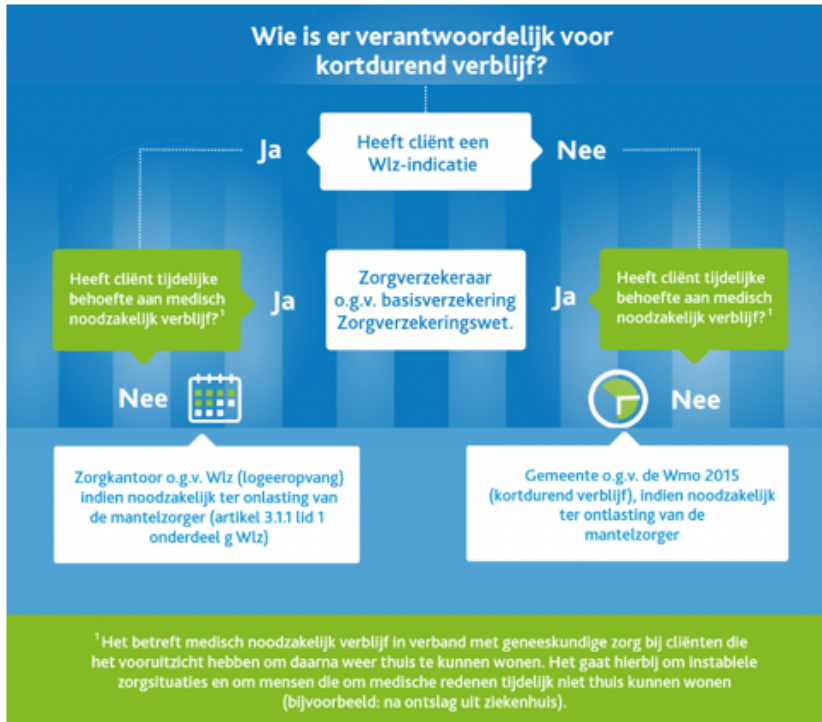 Wie is er verantwoordelijk voor
kortdurend verblijf?
Ja
Heeft cliënt een
Wlz-indicatie
Nee
Heeft cliënt tijdelijke
behoefte aan medisch
noodzakelijk verblijf?¹
Ja
Zorgverzekeraar
o.g.v. basisverzekering
Zorgverzekeringswet.
Ja
Heeft cliënt tijdelijke
behoefte aan medisch
noodzakelijk verblijf?¹
Nee
Nee
Zorgkantoor o.g.v. Wlz (logeeropvang)
indien noodzakelijk ter onlasting van
de mantelzorger (artikel 3.1.1 lid 1
onderdeel g Wlz)
Gemeente o.g.v. de Wmo 2015
(kortdurend verblijf), indien noodzakelijk
ter ontlasting van de
mantelzorger
¹ Het betreft medisch noodzakelijk verblijf in verband met geneeskundige zorg bij cliënten die
het vooruitzicht hebben om daarna weer thuis te kunnen wonen. Het gaat hierbij om instabiele
zorgsituaties en om mensen die om medische redenen tijdelijk niet thuis kunnen wonen
(bijvoorbeeld: na ontslag uit ziekenhuis).